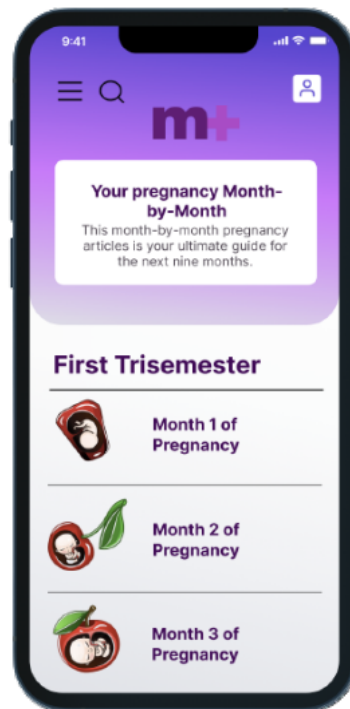 9:41
m+
Your pregnancy Month-
by-Month
This month-by-month pregnancy
articles is your ultimate guide for
the next nine months.
First Trisemester
Month 1 of
Pregnancy
Month 2 of
Pregnancy
Month 3 of
Pregnancy